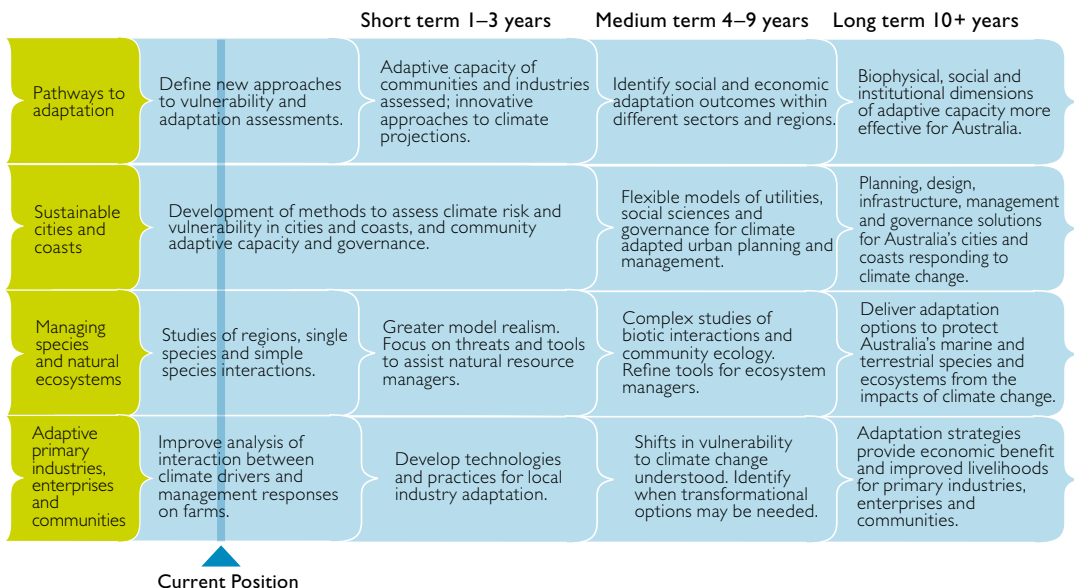 Short term 1–3 years
Medium term 4–9 years
Long term 10+ years
Pathways to
adaptation
Define new approaches
to vulnerability and
adaptation assessments.
Adaptive capacity of
communities and industries
assessed; innovative
approaches to climate
projections.
Identify social and economic
adaptation outcomes within
different sectors and regions.
Biophysical, social and
institutional dimensions
of adaptive capacity more
effective for Australia.
Sustainable
cities and
coasts
Development of methods to assess climate risk and
vulnerability in cities and coasts, and community
adaptive capacity and governance.
Flexible models of utilities,
social sciences and
governance for climate
adapted urban planning and
management.
Planning, design,
infrastructure, management
and governance solutions
for Australia’s cities and
coasts responding to
climate change.
Managing
species
and natural
ecosystems
Studies of regions, single
species and simple
species interactions.
Greater model realism.
Focus on threats and tools
to assist natural resource
managers.
Complex studies of
biotic interactions and
community ecology.
Refine tools for ecosystem
managers.
Deliver adaptation
options to protect
Australia’s marine and
terrestrial species and
ecosystems from the
impacts of climate change.
Adaptive
primary
industries,
enterprises
and
communities
Improve analysis of
interaction between
climate drivers and
management responses
on farms.
Develop technologies
and practices for local
industry adaptation.
Shifts in vulnerability
to climate change
understood. Identify
when transformational
options may be needed.
Adaptation strategies
provide economic benefit
and improved livelihoods
for primary industries,
enterprises and
communities.
Current Position